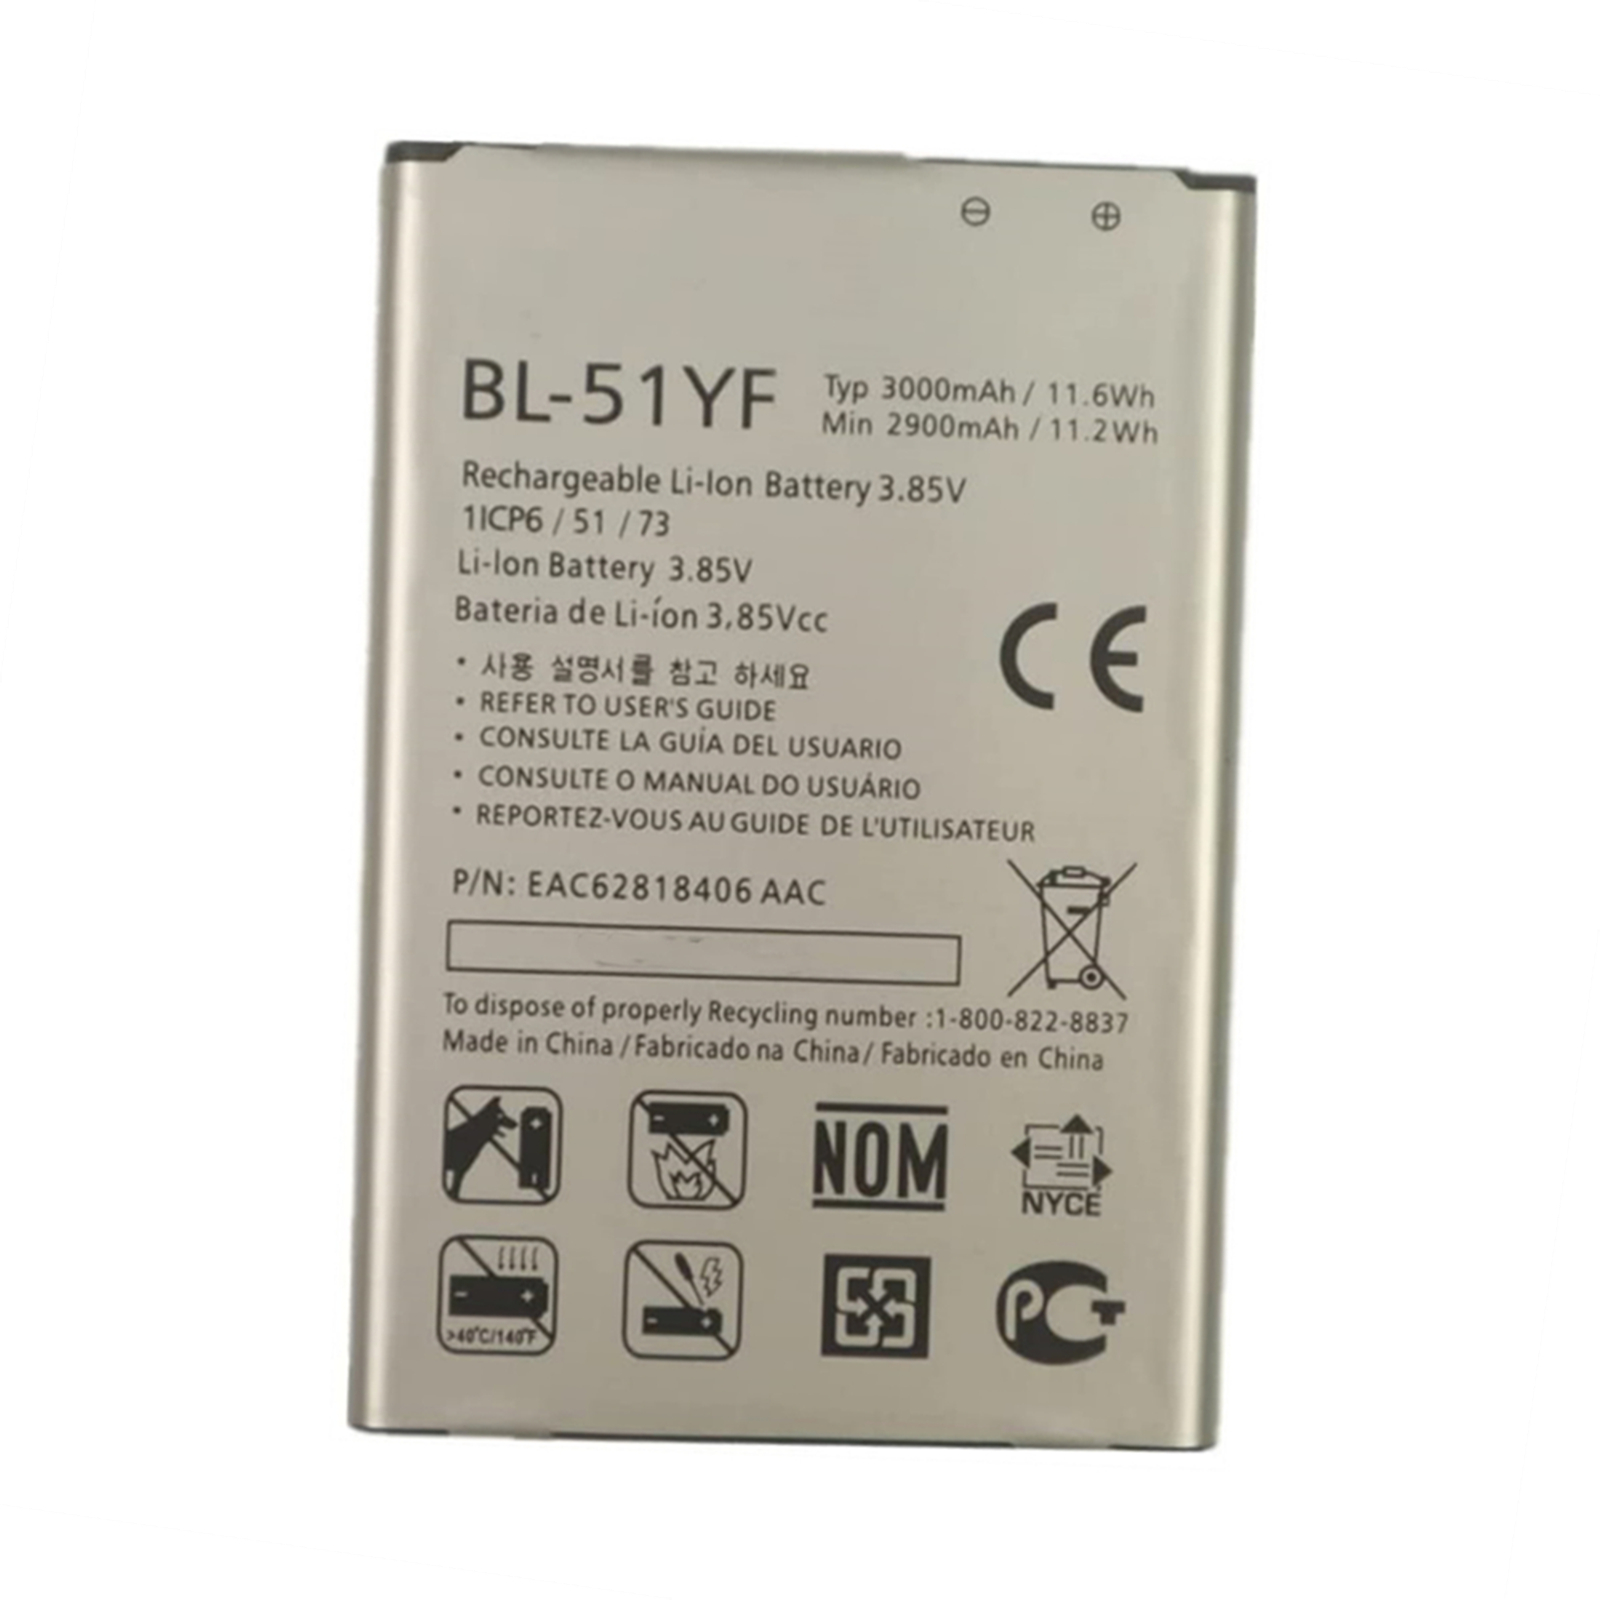 ⊖ ⊕
BL-51YF
Typ 3000mAh / 11.6Wh
Min 2900mAh / 11.2Wh
Rechargeable Li-Ion Battery 3.85V
1ICP6 / 51 / 73
Li-Ion Battery 3.85V
Bateria de Li-íon 3,85Vcc
CE
• 사용 설명서를 참고 하세요
• REFER TO USER'S GUIDE
• CONSULTE LA GUÍA DEL USUARIO
• CONSULTE O MANUAL DO USUÁRIO
• REPORTEZ-VOUS AU GUIDE DE L'UTILISATEUR
P/N: EAC62818406 AAC
To dispose of properly Recycling number :1-800-822-8837
Made in China / Fabricado na China / Fabricado en China
NOM
NYCE
>40°C/140°F
PCT